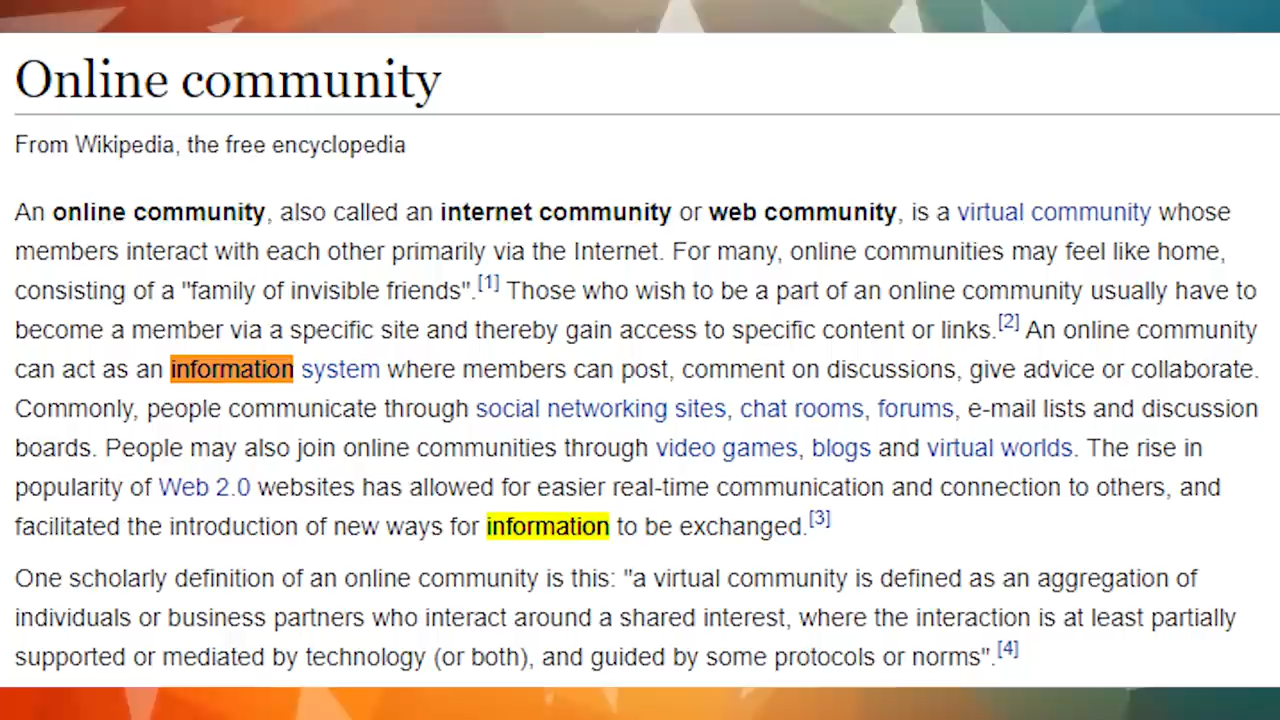 Online community
From Wikipedia, the free encyclopedia
An online community, also called an internet community or web community, is a virtual community whose
members interact with each other primarily via the Internet. For many, online communities may feel like home,
consisting of a "family of invisible friends".[1] Those who wish to be a part of an online community usually have to
become a member via a specific site and thereby gain access to specific content or links.[2] An online community
can act as an information system where members can post, comment on discussions, give advice or collaborate.
Commonly, people communicate through social networking sites, chat rooms, forums, e-mail lists and discussion
boards. People may also join online communities through video games, blogs and virtual worlds. The rise in
popularity of Web 2.0 websites has allowed for easier real-time communication and connection to others, and
facilitated the introduction of new ways for information to be exchanged.[3]
One scholarly definition of an online community is this: "a virtual community is defined as an aggregation of
individuals or business partners who interact around a shared interest, where the interaction is at least partially
supported or mediated by technology (or both), and guided by some protocols or norms".[4]